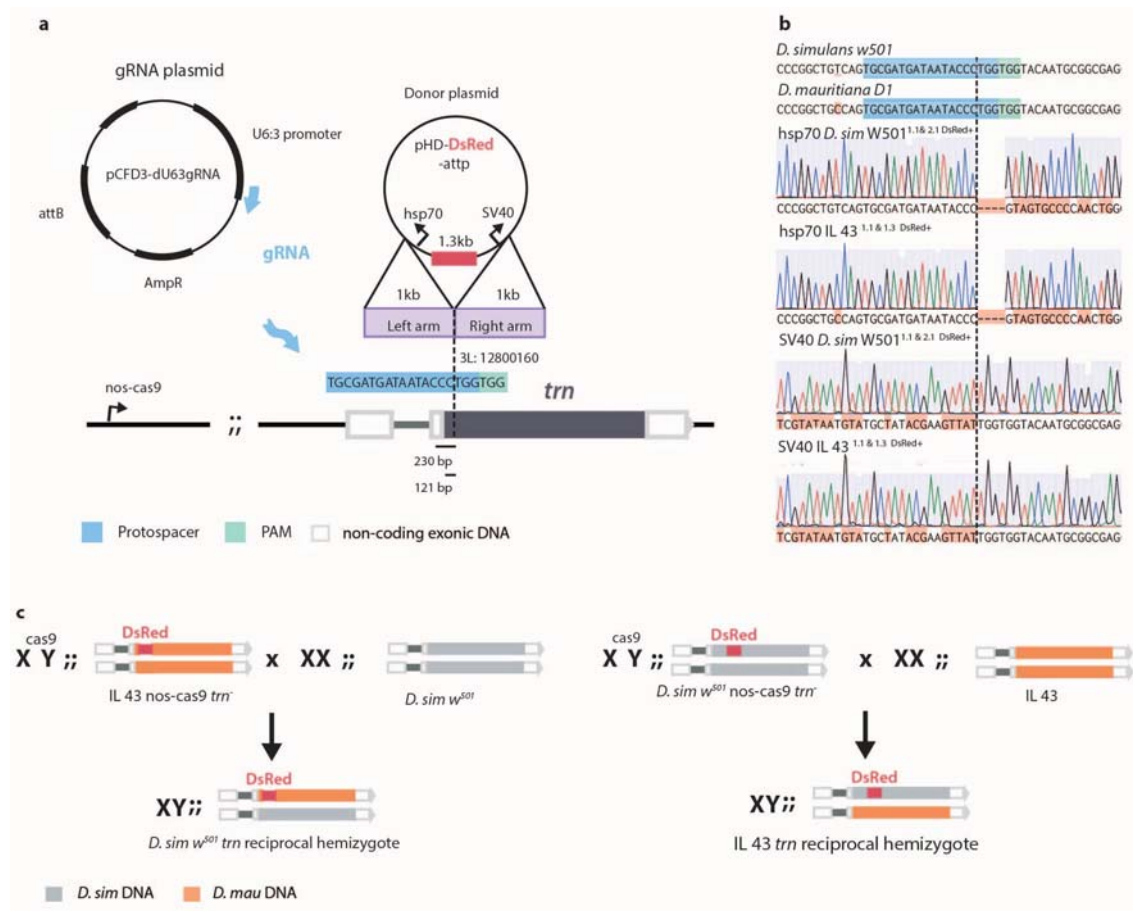 a
gRNA plasmid
U6:3 promoter
pCFD3-dU63gRNA
attB
AmpR
gRNA
Donor plasmid
pHD-DsRed
-attp
hsp70
SV40
1.3kb
1kb
1kb
Left arm
Right arm
3L: 12800160
TGCGATGATAATACCCTGGTGG
trn
nos-cas9
;;
230 bp
121 bp
Protospacer
PAM
non-coding exonic DNA
b
D. simulans w501
CCCGGCTGTCAGTGCGATGATAATACCCTGGTGGTACAATGCGGCGAG
D. mauritiana D1
CCCGGCTGCCAGTGCGATGATAATACCCTGGTGGTACAATGCGGCGAG
hsp70 D. sim W501 1.1& 2.1 DsRed+
CCCGGCTGTCAGTGCGATGATAATACCC----GTAGTGCCCCAACTGG
hsp70 IL 43 1.1 & 1.3 DsRed+
CCCGGCTGCCAGTGCGATGATAATACCC----GTAGTGCCCCAACTGG
SV40 D. sim W501 1.1 & 2.1 DsRed+
TCGTATAATGTATGCTATACGAAGTTATTGGTGGTACAATGCGGCGAG
SV40 IL 43 1.1 & 1.3 DsRed+
TCGTATAATGTATGCTATACGAAGTTATTGGTGGTACAATGCGGCGAG
c
cas9
X Y ;;
DsRed
IL 43 nos-cas9 trn-
x
XX ;;
D. sim w501
DsRed
XY;;
D. sim w501 trn reciprocal hemizygote
cas9
X Y ;;
DsRed
D. sim w501 nos-cas9 trn-
x
XX ;;
IL 43
DsRed
XY;;
IL 43 trn reciprocal hemizygote
D. sim DNA
D. mau DNA